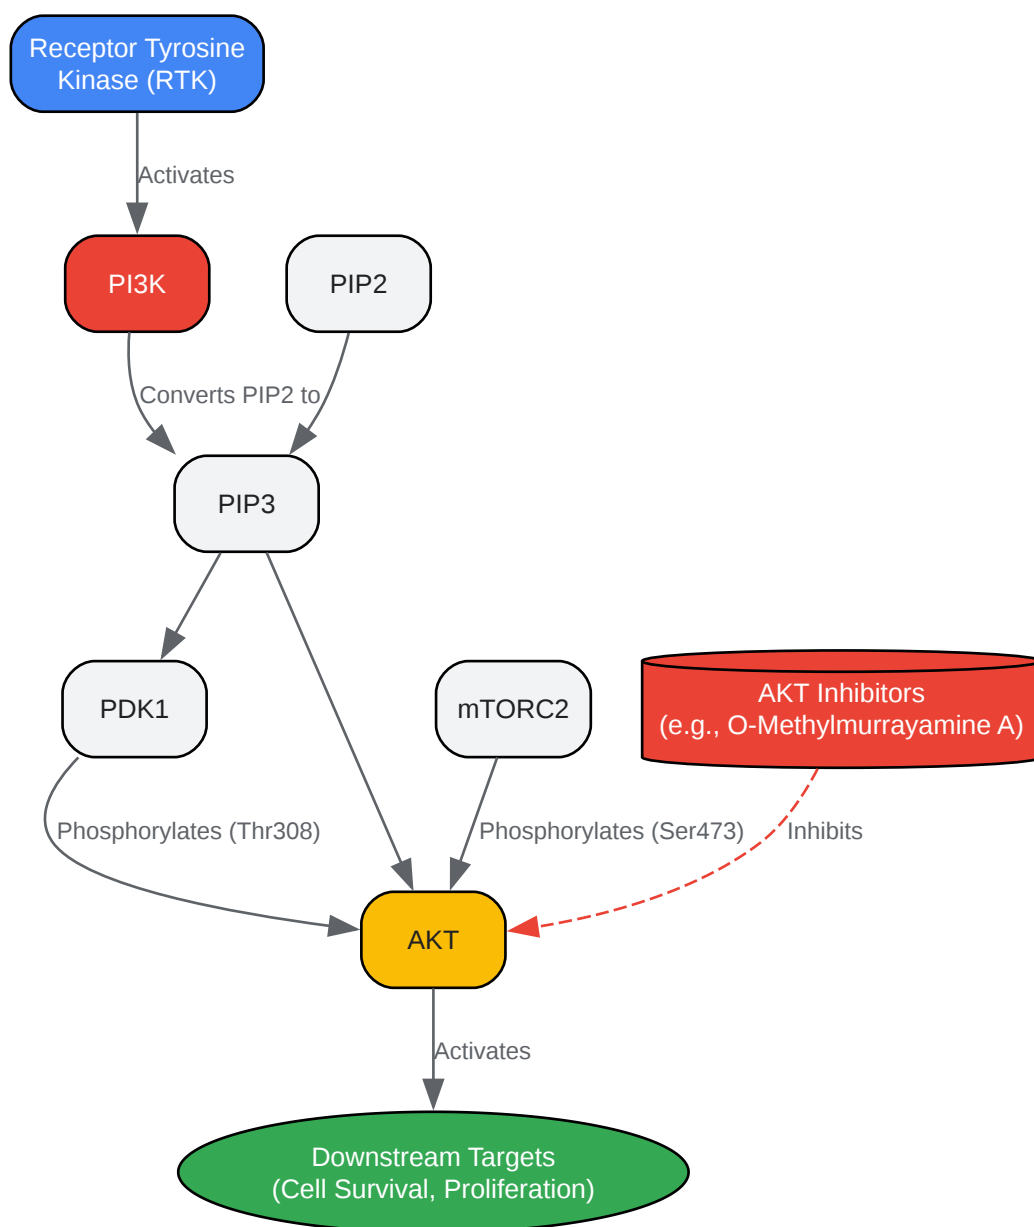 Receptor Tyrosine
Kinase (RTK)
Activates
PI3K
PIP2
Converts PIP2 to
PIP3
PDK1
mTORC2
AKT Inhibitors
(e.g., O-Methylmurrayamine A)
Phosphorylates (Thr308)
Phosphorylates (Ser473)
Inhibits
AKT
Activates
Downstream Targets
(Cell Survival, Proliferation)